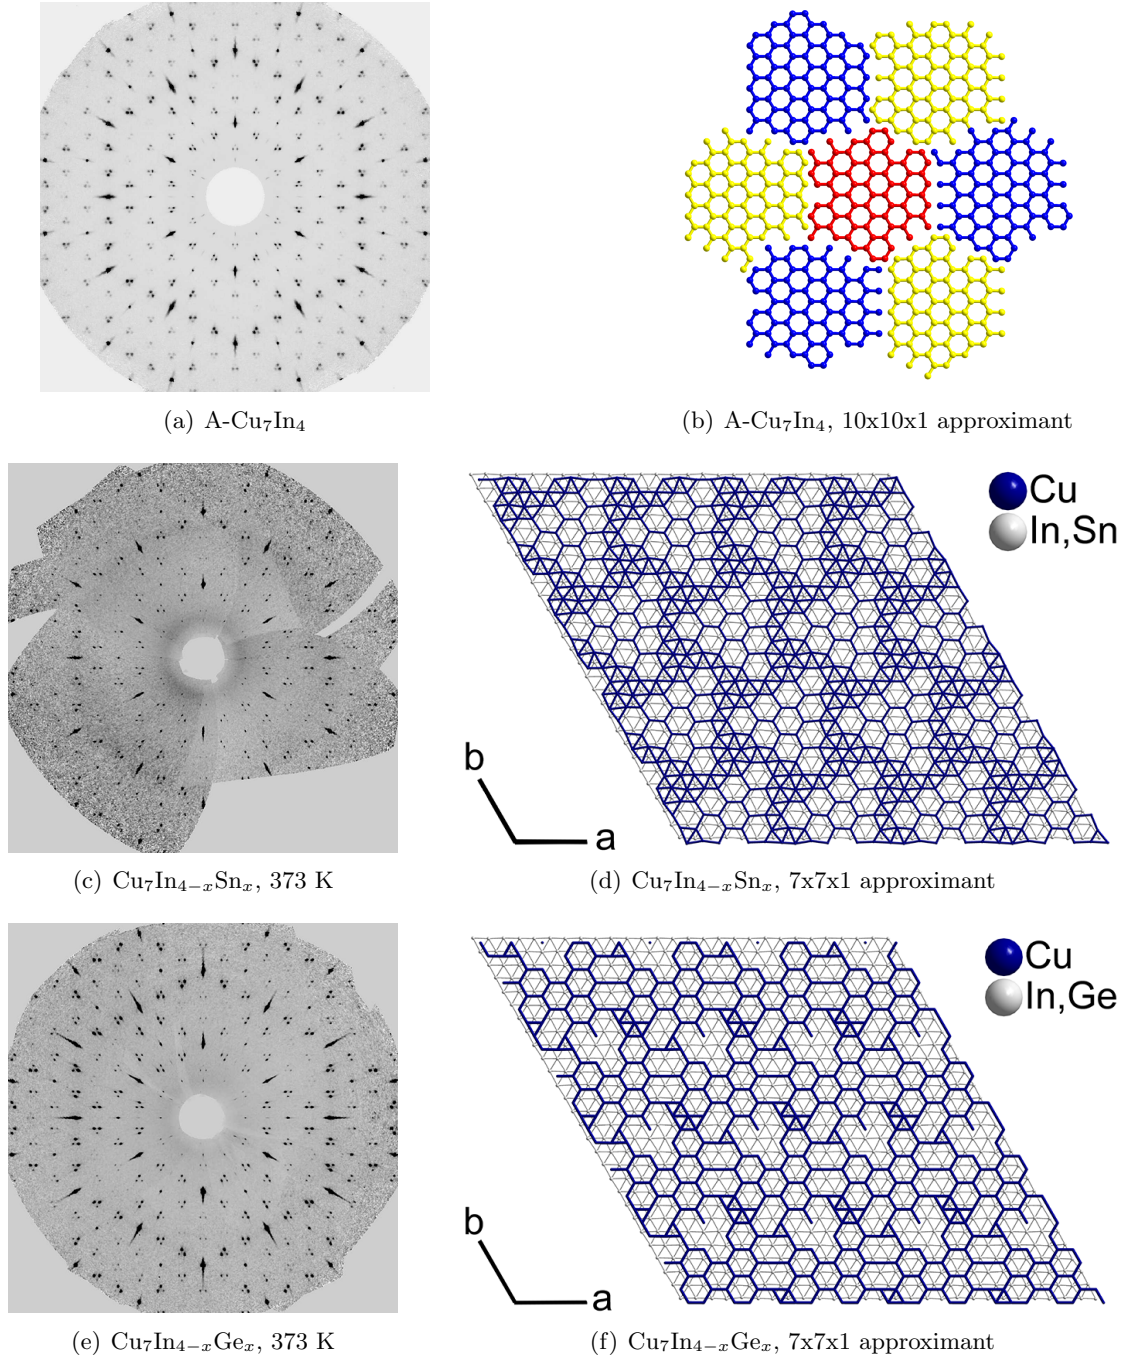 (a) A-Cu₇In₄
(b) A-Cu₇In₄, 10x10x1 approximant
Cu
In,Sn
b
a
(c) Cu₇In₄₋ₓSnₓ, 373 K
(d) Cu₇In₄₋ₓSnₓ, 7x7x1 approximant
Cu
In,Ge
b
a
(e) Cu₇In₄₋ₓGeₓ, 373 K
(f) Cu₇In₄₋ₓGeₓ, 7x7x1 approximant